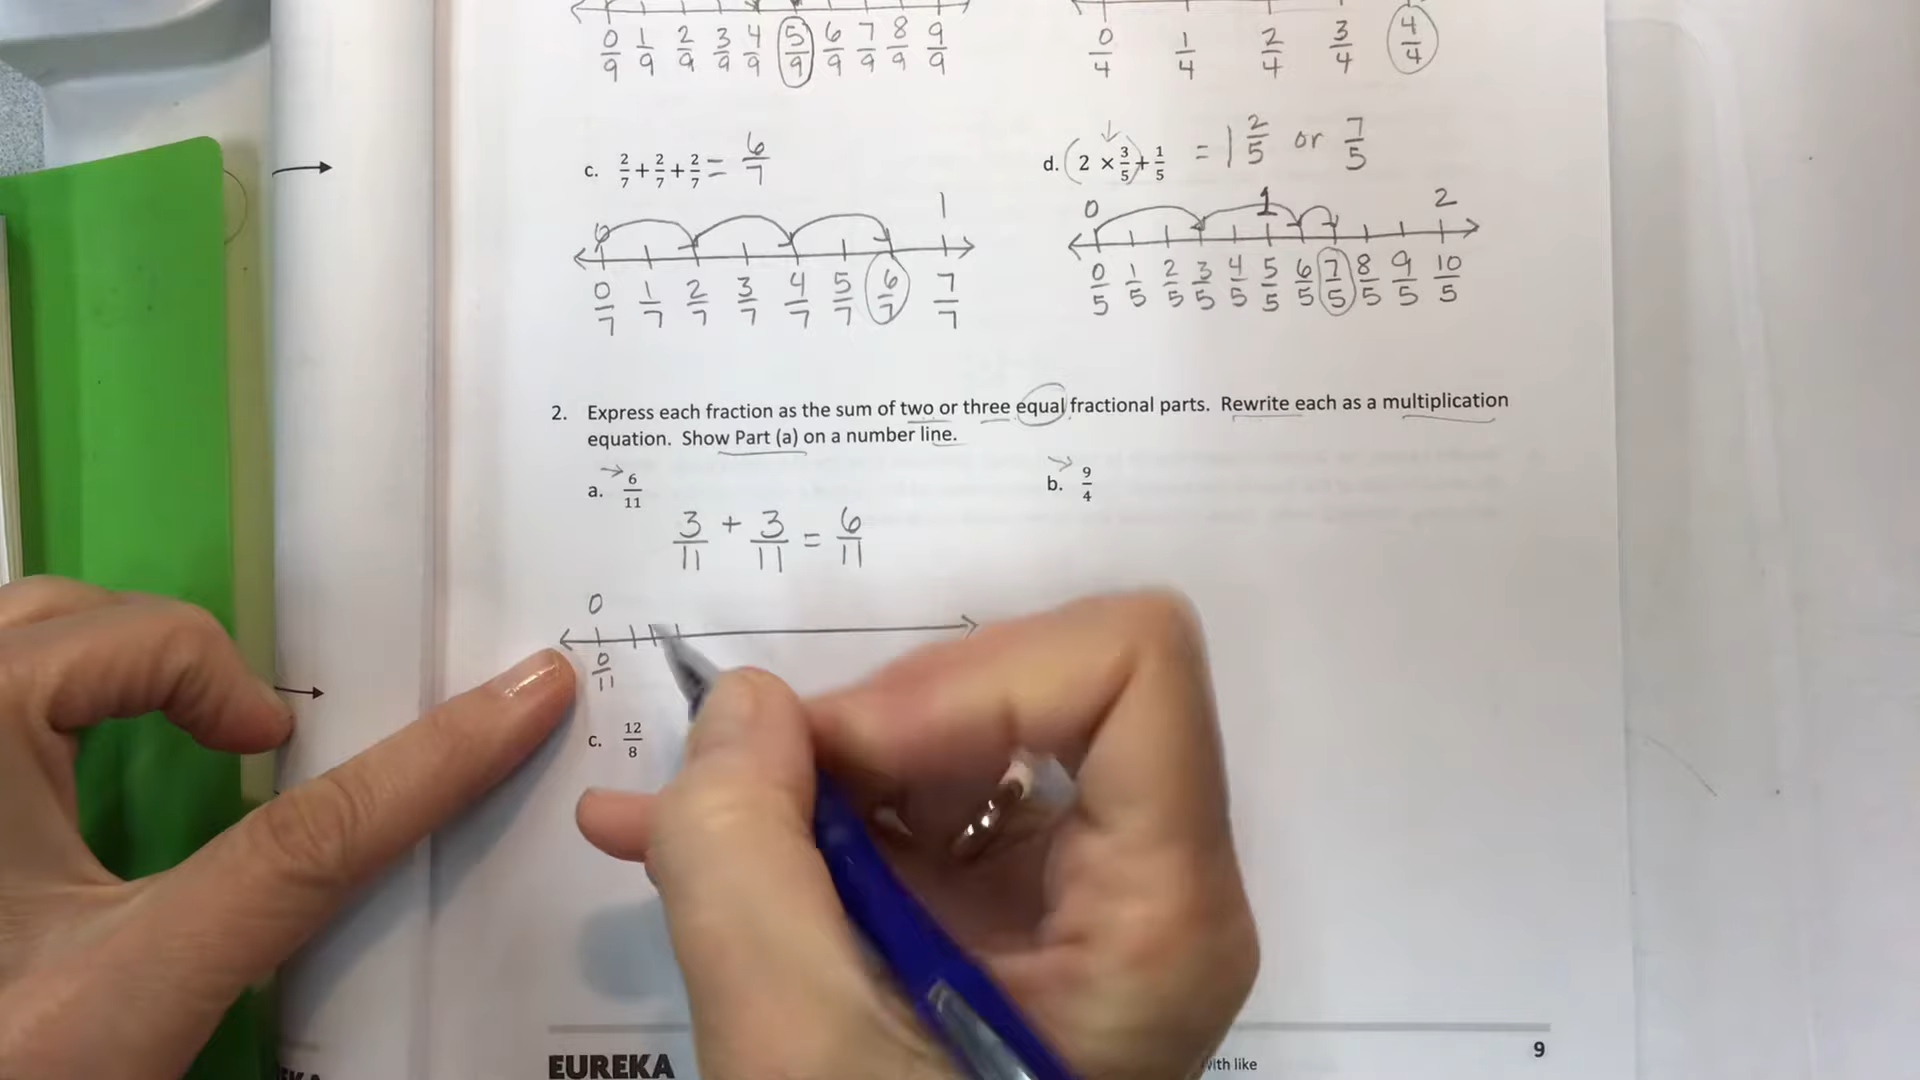 0/9 1/9 2/9 3/9 4/9 5/9 6/9 7/9 8/9 9/9
0/4 1/4 2/4 3/4 4/4
c. 2/7 + 2/7 + 2/7 = 6/7
0 1
0/7 1/7 2/7 3/7 4/7 5/7 6/7 7/7
d. (2 × 3/5) + 1/5 = 1 2/5 or 7/5
0 1 2
0/5 1/5 2/5 3/5 4/5 5/5 6/5 7/5 8/5 9/5 10/5
2. Express each fraction as the sum of two or three equal fractional parts. Rewrite each as a multiplication
equation. Show Part (a) on a number line.
a. 6/11
3/11 + 3/11 = 6/11
0
0/11
b. 9/4
c. 12/8
EUREKA
with like
9